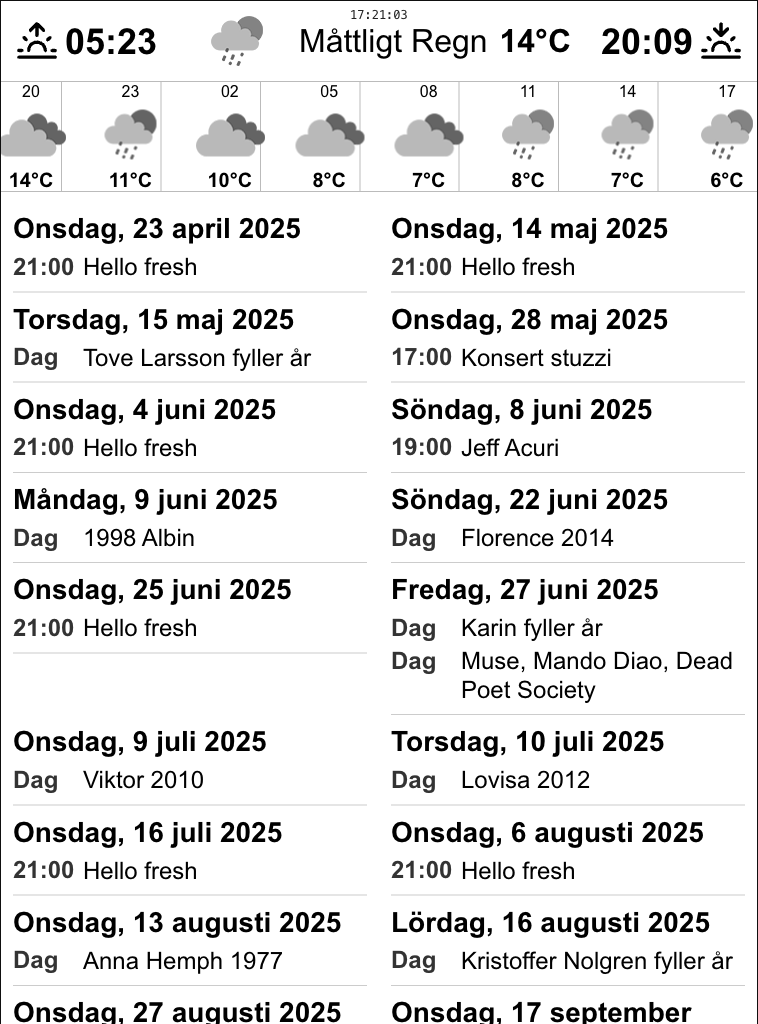 17:21:03
05:23
Måttligt Regn 14°C
20:09
20 23 02 05 08 11 14 17
14°C 11°C 10°C 8°C 7°C 8°C 7°C 6°C
Onsdag, 23 april 2025
21:00 Hello fresh
Onsdag, 14 maj 2025
21:00 Hello fresh
Torsdag, 15 maj 2025
Dag Tove Larsson fyller år
Onsdag, 28 maj 2025
17:00 Konsert stuzzi
Onsdag, 4 juni 2025
21:00 Hello fresh
Söndag, 8 juni 2025
19:00 Jeff Acuri
Måndag, 9 juni 2025
Dag 1998 Albin
Söndag, 22 juni 2025
Dag Florence 2014
Onsdag, 25 juni 2025
21:00 Hello fresh
Fredag, 27 juni 2025
Dag Karin fyller år
Dag Muse, Mando Diao, Dead
Poet Society
Onsdag, 9 juli 2025
Dag Viktor 2010
Torsdag, 10 juli 2025
Dag Lovisa 2012
Onsdag, 16 juli 2025
21:00 Hello fresh
Onsdag, 6 augusti 2025
21:00 Hello fresh
Onsdag, 13 augusti 2025
Dag Anna Hemph 1977
Lördag, 16 augusti 2025
Dag Kristoffer Nolgren fyller år
Onsdag, 27 augusti 2025
Onsdag, 17 september